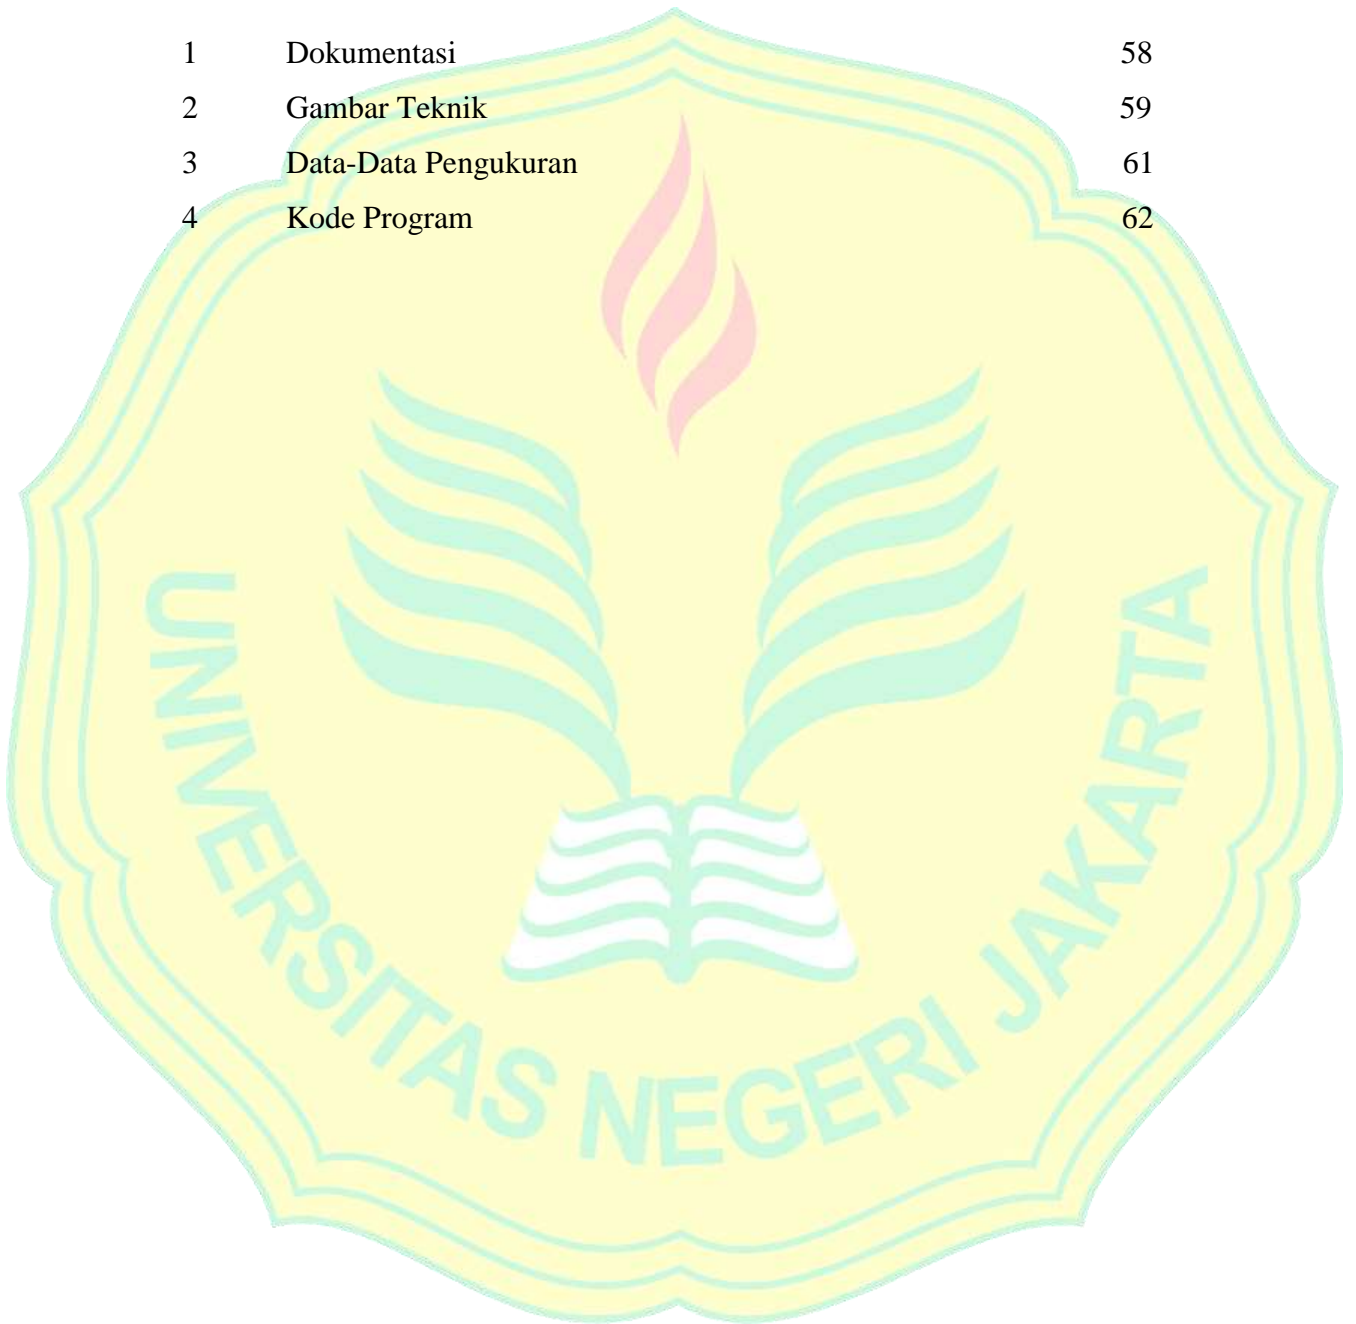 1 Dokumentasi 58
2 Gambar Teknik 59
3 Data-Data Pengukuran 61
4 Kode Program 62
UNIVERSITAS NEGERI JAKARTA